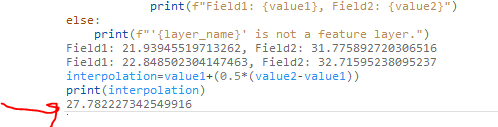 print(f"Field1: {value1}, Field2: {value2}")
else:
print(f"'{layer_name}' is not a feature layer.")
Field1: 21.93945519713262, Field2: 31.775892720306516
Field1: 22.848502304147463, Field2: 32.71595238095237
interpolation=value1+(0.5*(value2-value1))
print(interpolation)
27.782227342549916